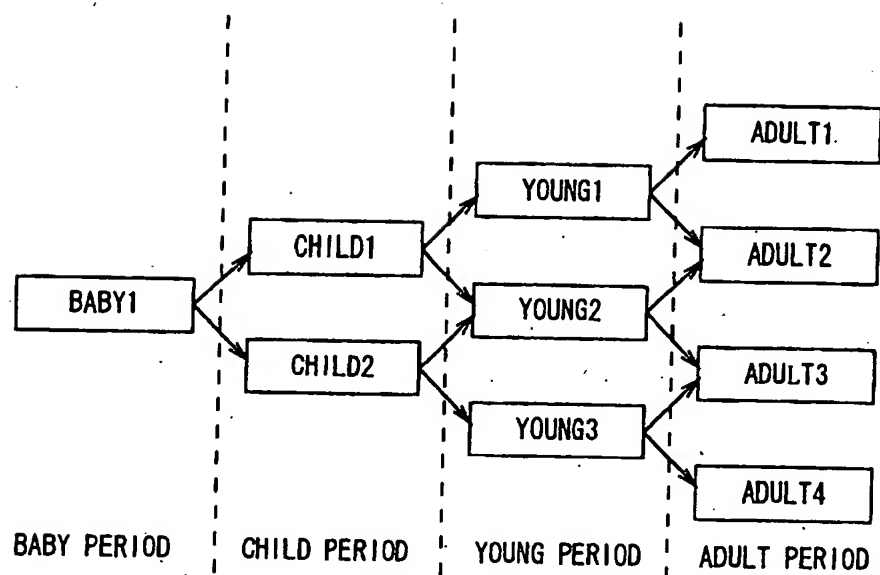 BABY1
CHILD1
CHILD2
YOUNG1
YOUNG2
YOUNG3
ADULT1
ADULT2
ADULT3
ADULT4
BABY PERIOD
CHILD PERIOD
YOUNG PERIOD
ADULT PERIOD